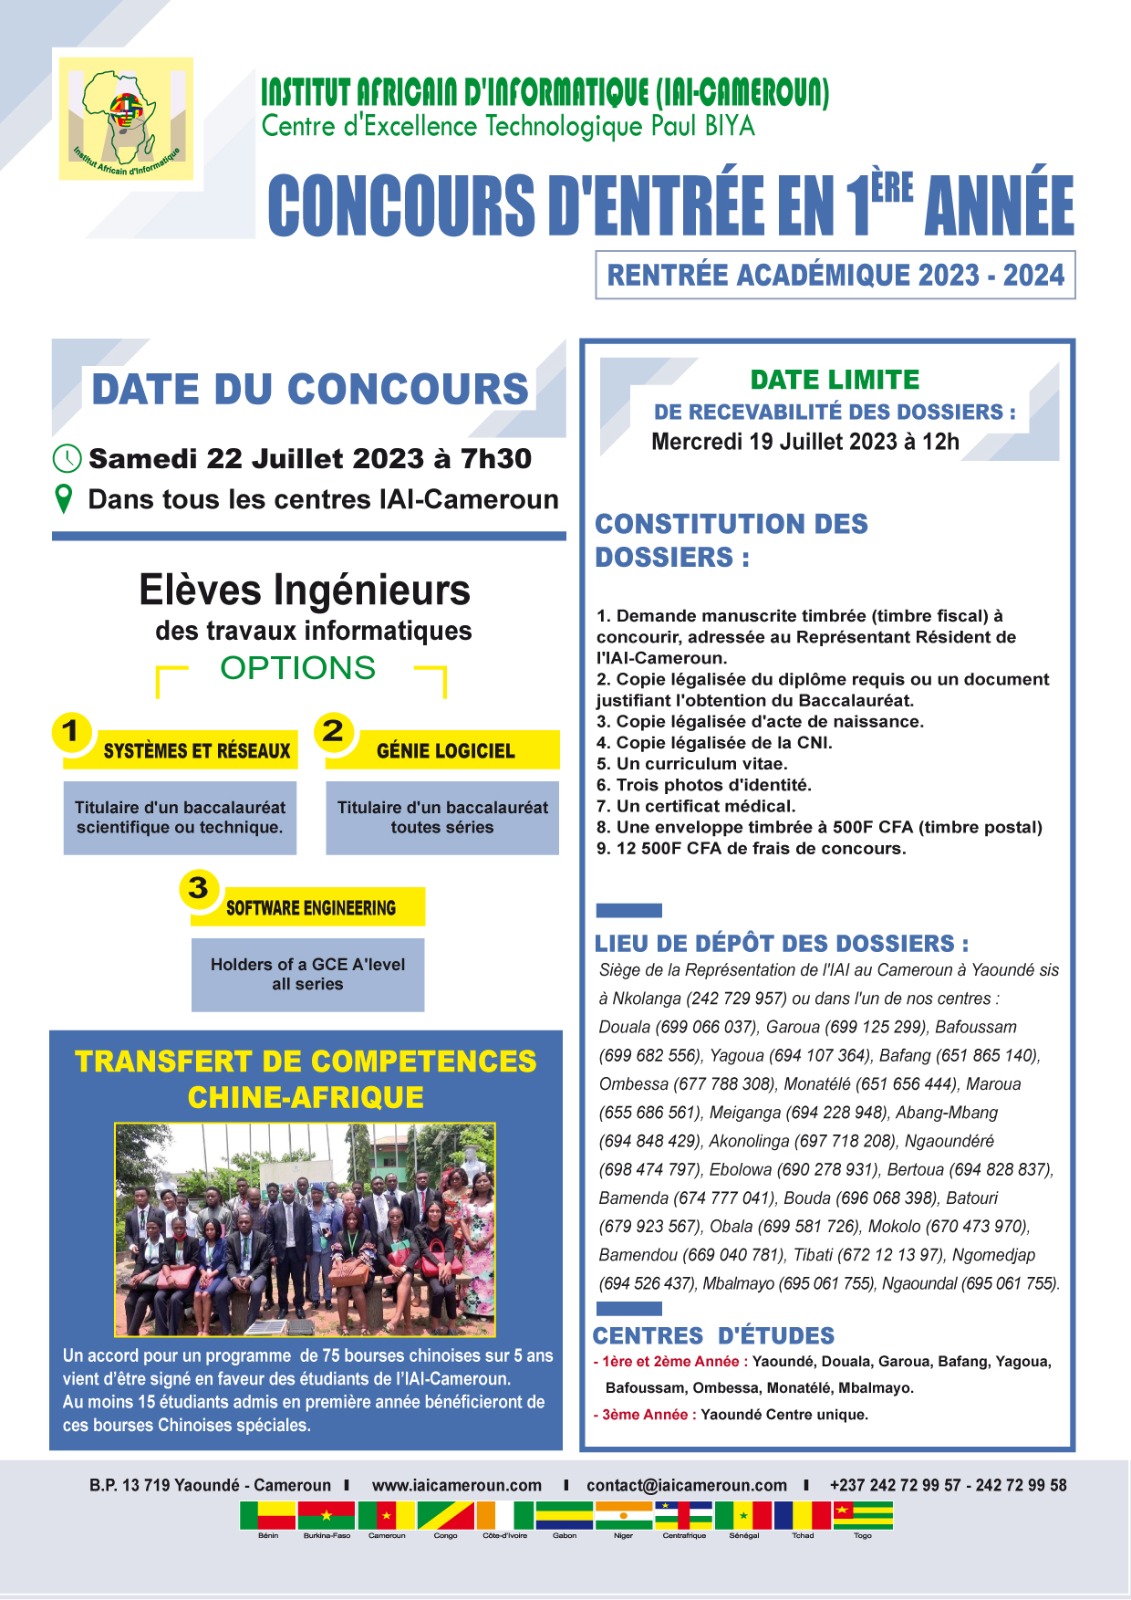 Institut Africain d'Informatique
INSTITUT AFRICAIN D'INFORMATIQUE (IAI-CAMEROUN)
Centre d'Excellence Technologique Paul BIYA
CONCOURS D'ENTRÉE EN 1ÈRE ANNÉE
RENTRÉE ACADÉMIQUE 2023 - 2024
DATE DU CONCOURS
Samedi 22 Juillet 2023 à 7h30
Dans tous les centres IAI-Cameroun
Elèves Ingénieurs
des travaux informatiques
OPTIONS
1
SYSTÈMES ET RÉSEAUX
Titulaire d'un baccalauréat
scientifique ou technique.
2
GÉNIE LOGICIEL
Titulaire d'un baccalauréat
toutes séries
3
SOFTWARE ENGINEERING
Holders of a GCE A'level
all series
TRANSFERT DE COMPETENCES
CHINE-AFRIQUE
Un accord pour un programme de 75 bourses chinoises sur 5 ans
vient d'être signé en faveur des étudiants de l'IAI-Cameroun.
Au moins 15 étudiants admis en première année bénéficieront de
ces bourses Chinoises spéciales.
DATE LIMITE
DE RECEVABILITÉ DES DOSSIERS :
Mercredi 19 Juillet 2023 à 12h
CONSTITUTION DES
DOSSIERS :
1. Demande manuscrite timbrée (timbre fiscal) à
concourir, adressée au Représentant Résident de
l'IAI-Cameroun.
2. Copie légalisée du diplôme requis ou un document
justifiant l'obtention du Baccalauréat.
3. Copie légalisée d'acte de naissance.
4. Copie légalisée de la CNI.
5. Un curriculum vitae.
6. Trois photos d'identité.
7. Un certificat médical.
8. Une enveloppe timbrée à 500F CFA (timbre postal)
9. 12 500F CFA de frais de concours.
LIEU DE DÉPÔT DES DOSSIERS :
Siège de la Représentation de l'IAI au Cameroun à Yaoundé sis
à Nkolanga (242 729 957) ou dans l'un de nos centres :
Douala (699 066 037), Garoua (699 125 299), Bafoussam
(699 682 556), Yagoua (694 107 364), Bafang (651 865 140),
Ombessa (677 788 308), Monatélé (651 656 444), Maroua
(655 686 561), Meiganga (694 228 948), Abang-Mbang
(694 848 429), Akonolinga (697 718 208), Ngaoundéré
(698 474 797), Ebolowa (690 278 931), Bertoua (694 828 837),
Bamenda (674 777 041), Bouda (696 068 398), Batouri
(679 923 567), Obala (699 581 726), Mokolo (670 473 970),
Bamendou (669 040 781), Tibati (672 12 13 97), Ngomedjap
(694 526 437), Mbalmayo (695 061 755), Ngaoundal (695 061 755).
CENTRES D'ÉTUDES
- 1ère et 2ème Année : Yaoundé, Douala, Garoua, Bafang, Yagoua,
Bafoussam, Ombessa, Monatélé, Mbalmayo.
- 3ème Année : Yaoundé Centre unique.
B.P. 13 719 Yaoundé - Cameroun I www.iaicameroun.com I contact@iaicameroun.com I +237 242 72 99 57 - 242 72 99 58
Bénin Burkina-Faso Cameroun Congo Côte-d'Ivoire Gabon Niger Centrafrique Sénégal Tchad Togo